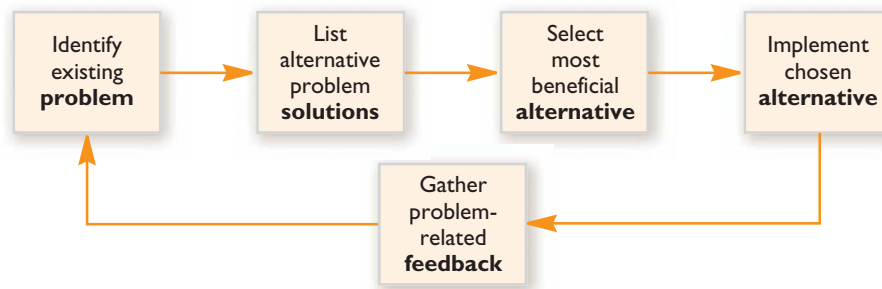 Identify
existing
problem
List
alternative
problem
solutions
Select
most
beneficial
alternative
Implement
chosen
alternative
Gather
problem-
related
feedback